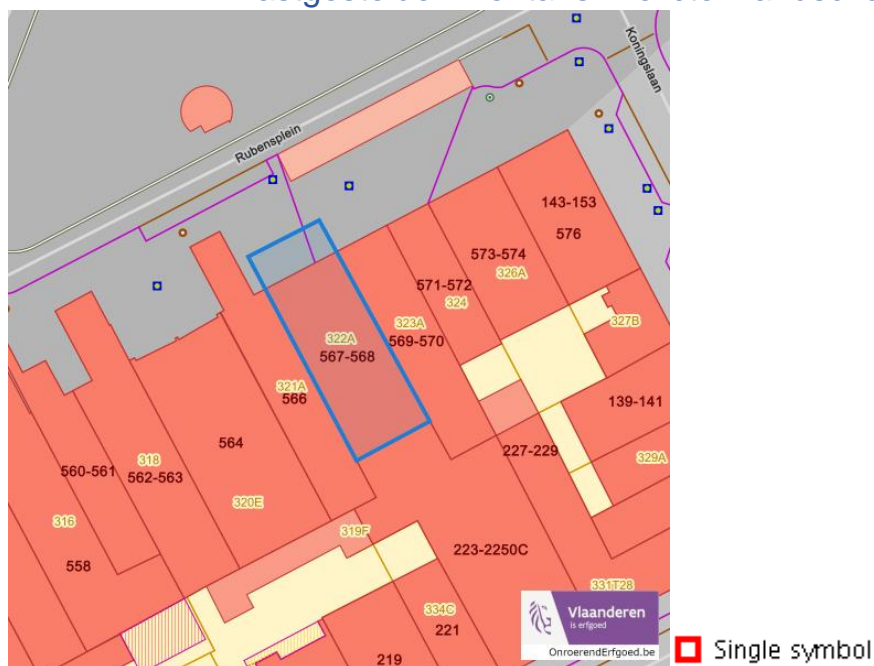 Koningslaan
Rubensplein
143-153
576
573-574
326A
571-572
324
327B
323A
569-570
322A
567-568
321A
566
139-141
564
227-229
329A
560-561
318
562-563
320E
316
319F
558
223-2250C
331T28
334C
221
219
Vlaanderen
is erfgoed
OnroerendErfgoed.be
Single symbol